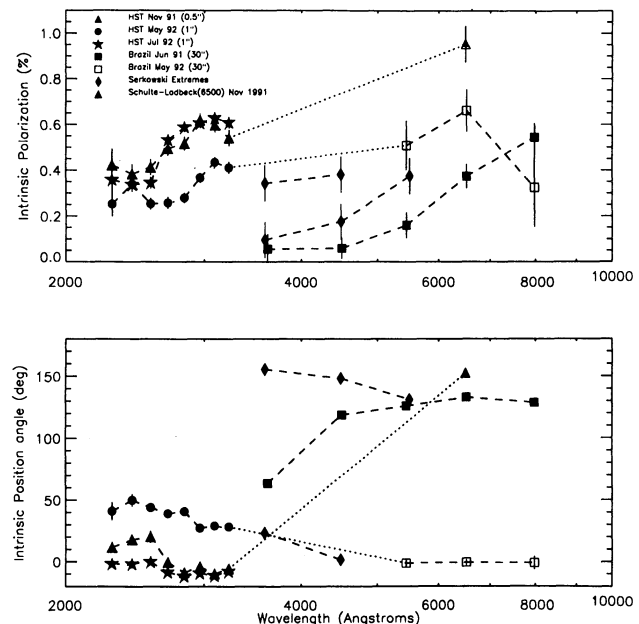 HST Nov 91 (0.5")
HST May 92 (1")
HST Jul 92 (1")
Brazil Jun 91 (30")
Brazil May 92 (30")
Serkowski Extremes
Schulte-Ladbeck(6500) Nov 1991
Intrinsic Polarization (%)
1.0
0.8
0.6
0.4
0.2
0.0
2000
4000
6000
8000
10000
Intrinsic Position angle (deg)
150
100
50
0
2000
4000
6000
8000
10000
Wavelength (Angstroms)